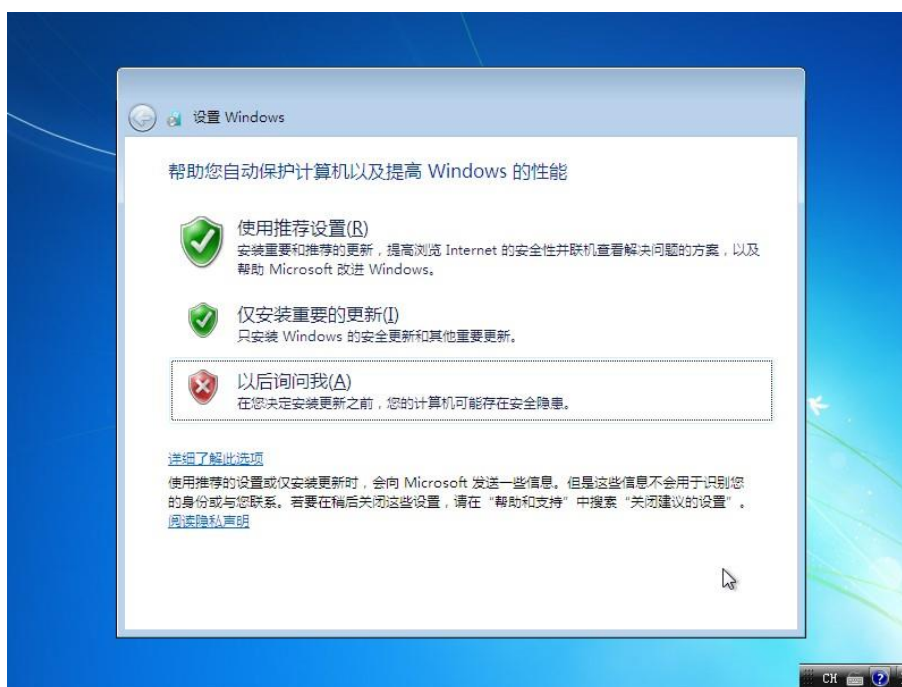 设置 Windows
帮助您自动保护计算机以及提高 Windows 的性能
使用推荐设置(R)
安装重要和推荐的更新，提高浏览 Internet 的安全性并联机查看解决问题的方案，以及
帮助 Microsoft 改进 Windows。
仅安装重要的更新(I)
只安装 Windows 的安全更新和其他重要更新。
以后询问我(A)
在您决定安装更新之前，您的计算机可能存在安全隐患。
详细了解此选项
使用推荐的设置或仅安装更新时，会向 Microsoft 发送一些信息。但是这些信息不会用于识别您
的身份或与您联系。若要在稍后关闭这些设置，请在“帮助和支持”中搜索“关闭建议的设置”。
阅读隐私声明
CH